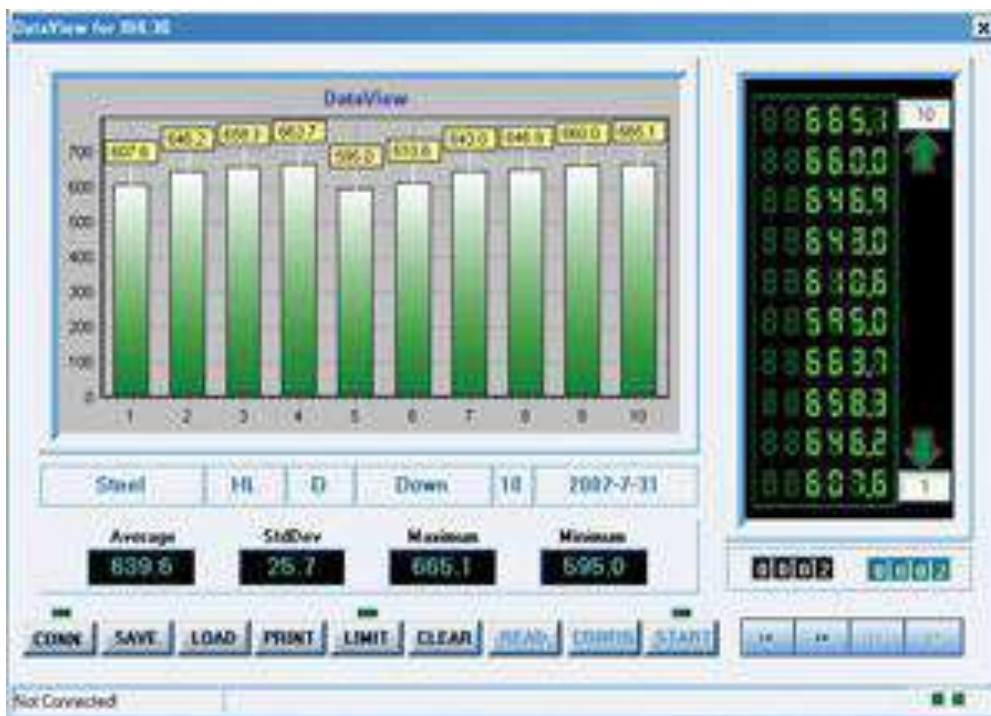 DataView for
DataView
607.6 646.2 658.3 663.7 595.0 610.6 643.0 646.9 660.0 665.1
700
600
500
400
300
200
100
0
1 2 3 4 5 6 7 8 9 10
Steel HL D Down 10 2007-7-31
Average StdDev Maximum Minimum
639.6 25.7 665.1 595.0
CONN SAVE LOAD PRINT LIMIT CLEAR READ CONFIG START
Not Connected!
665.1 10
660.0
646.9
643.0
610.6
595.0
663.7
658.3
646.2
607.6 1
0002 0002